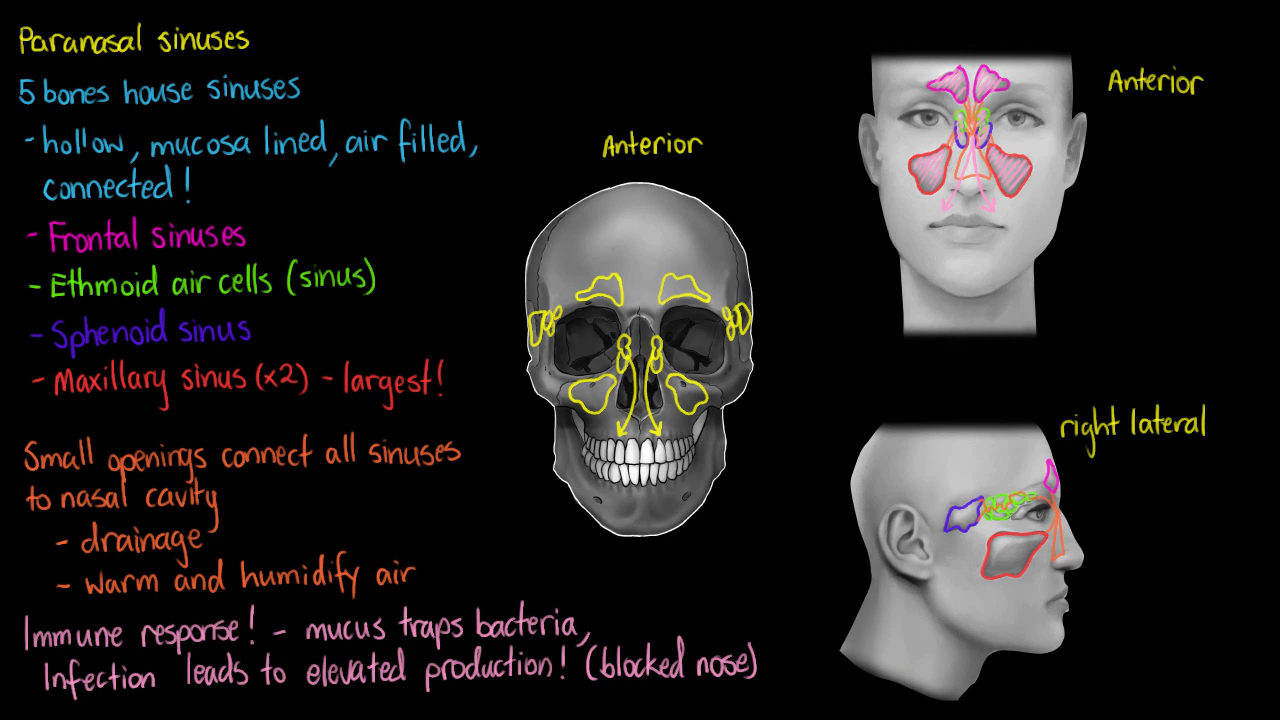 Paranasal sinuses
5 bones house sinuses
- hollow, mucosa lined, air filled,
connected!
- Frontal sinuses
- Ethmoid air cells (sinus)
- Sphenoid sinus
- Maxillary sinus (x2) - largest!
Small openings connect all sinuses
to nasal cavity
- drainage
- warm and humidify air
Immune response! - mucus traps bacteria,
Infection leads to elevated production! (blocked nose)
Anterior
Anterior
right lateral